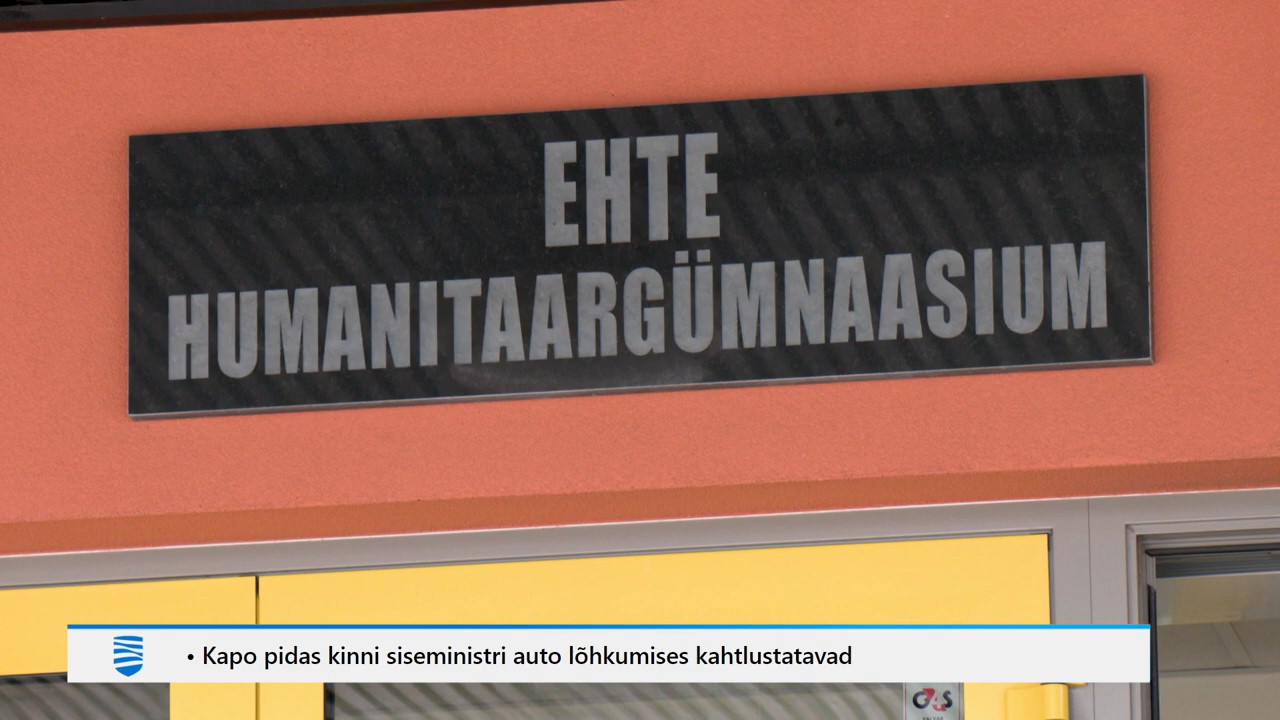 EHTE
HUMANITAARGÜMNAASIUM
• Kapo pidas kinni siseministri auto lõhkumises kahtlustatavad
G4S